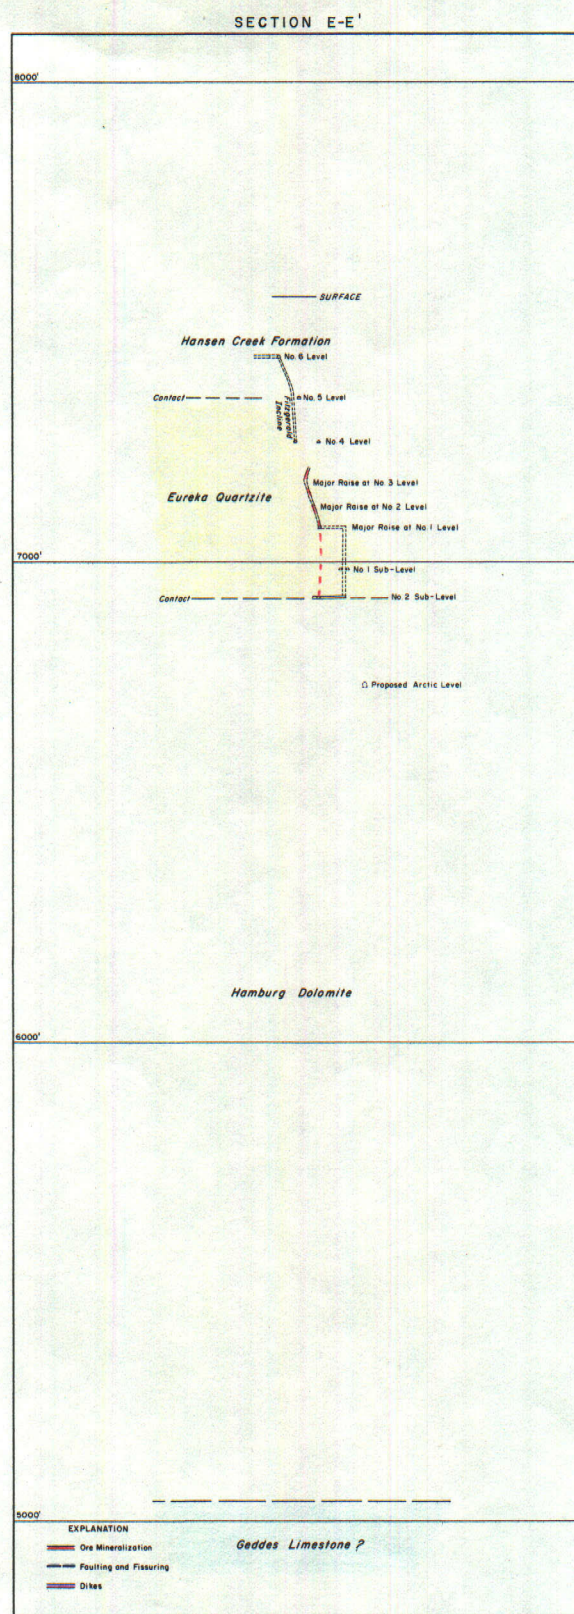 SECTION E-E'
8000'
SURFACE
Hansen Creek Formation
No. 6 Level
Contact
No. 5 Level
Fitzgerald
Incline
No. 4 Level
Major Raise at No. 3 Level
Eureka Quartzite
Major Raise at No. 2 Level
Major Raise at No. 1 Level
7000'
No. 1 Sub-Level
Contact
No. 2 Sub-Level
Proposed Arctic Level
Hamburg Dolomite
6000'
5000'
EXPLANATION
Geddes Limestone ?
Ore Mineralization
Faulting and Fissuring
Dikes